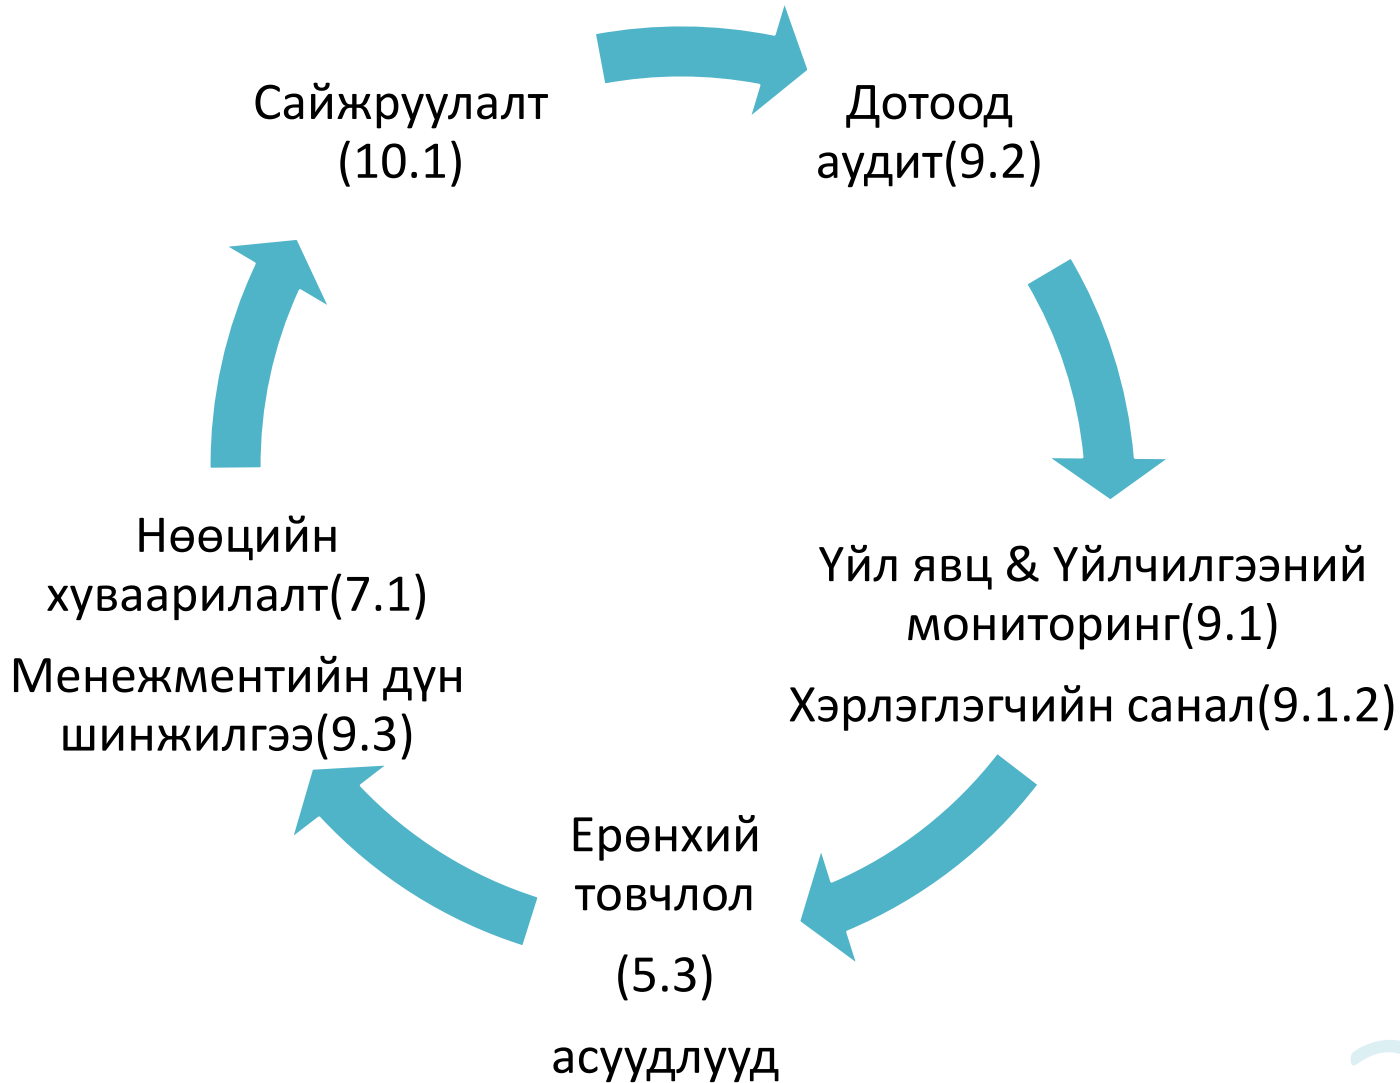 Сайжруулалт
(10.1)
Дотоод
аудит(9.2)
Үйл явц & Үйлчилгээний
мониторинг(9.1)
Хэрлэглэгчийн санал(9.1.2)
Ерөнхий
товчлол
(5.3)
асуудлууд
Нөөцийн
хуваарилалт(7.1)
Менежментийн дүн
шинжилгээ(9.3)